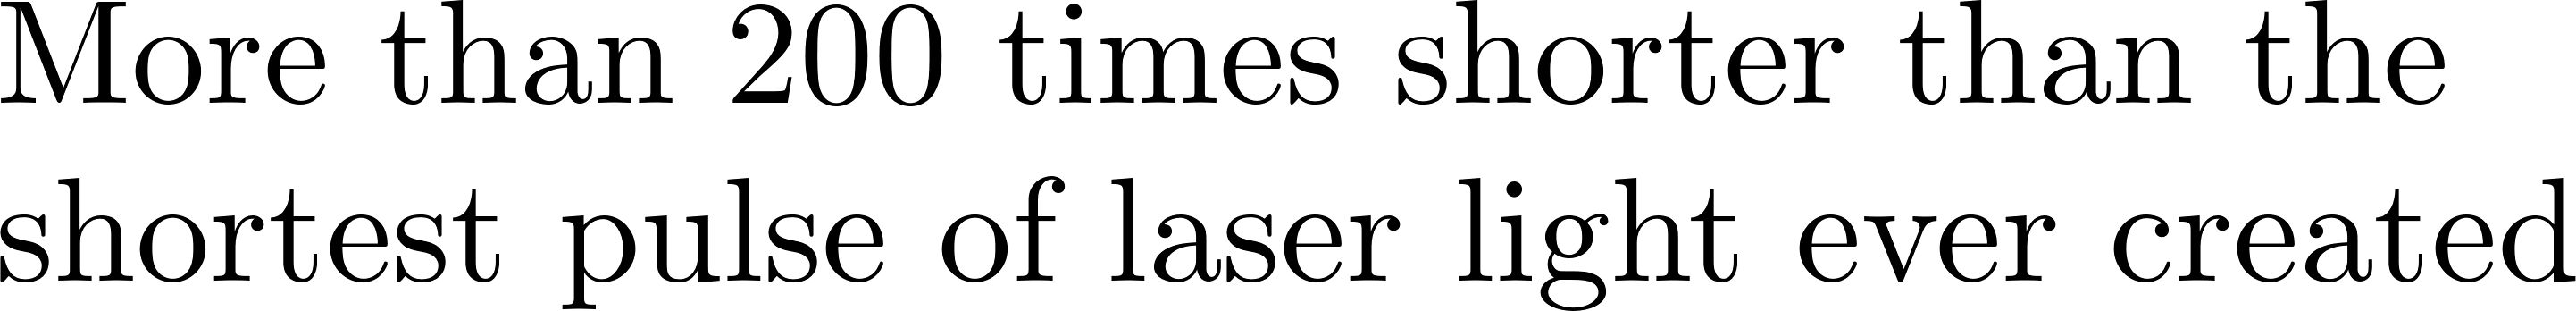 More than 200 times shorter than the
shortest pulse of laser light ever created